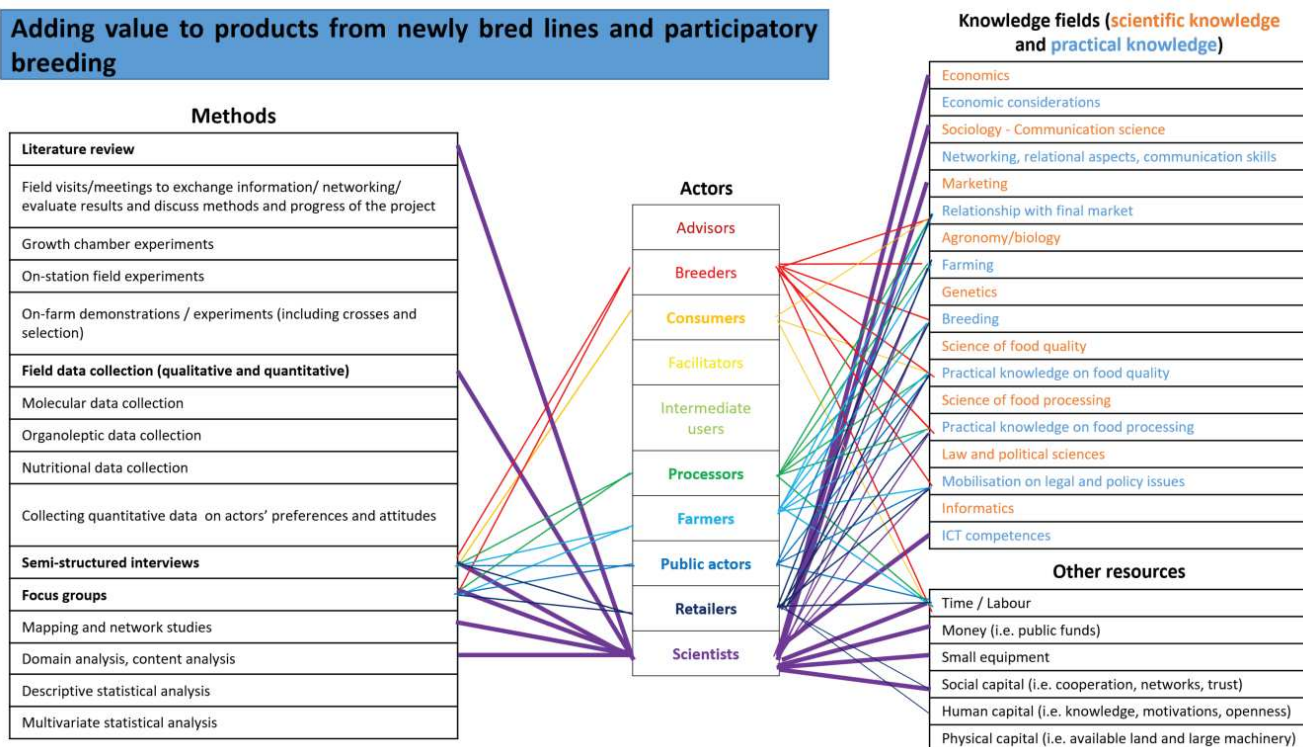 Adding value to products from newly bred lines and participatory
breeding
Methods
Literature review
Field visits/meetings to exchange information/ networking/
evaluate results and discuss methods and progress of the project
Growth chamber experiments
On-station field experiments
On-farm demonstrations / experiments (including crosses and
selection)
Field data collection (qualitative and quantitative)
Molecular data collection
Organoleptic data collection
Nutritional data collection
Collecting quantitative data on actors' preferences and attitudes
Semi-structured interviews
Focus groups
Mapping and network studies
Domain analysis, content analysis
Descriptive statistical analysis
Multivariate statistical analysis
Actors
Advisors
Breeders
Consumers
Facilitators
Intermediate
users
Processors
Farmers
Public actors
Retailers
Scientists
Knowledge fields (scientific knowledge
and practical knowledge)
Economics
Economic considerations
Sociology - Communication science
Networking, relational aspects, communication skills
Marketing
Relationship with final market
Agronomy/biology
Farming
Genetics
Breeding
Science of food quality
Practical knowledge on food quality
Science of food processing
Practical knowledge on food processing
Law and political sciences
Mobilisation on legal and policy issues
Informatics
ICT competences
Other resources
Time / Labour
Money (i.e. public funds)
Small equipment
Social capital (i.e. cooperation, networks, trust)
Human capital (i.e. knowledge, motivations, openness)
Physical capital (i.e. available land and large machinery)